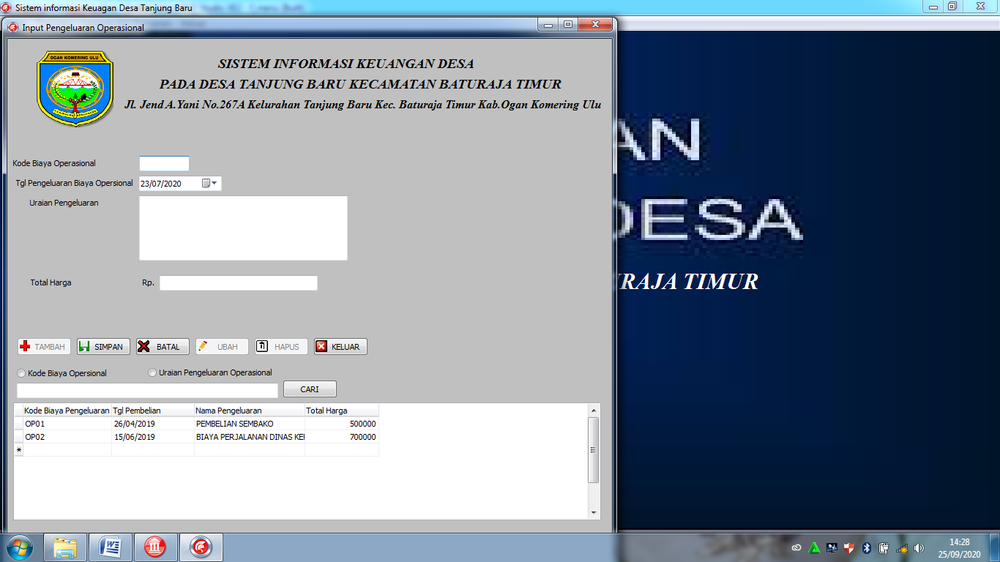 Sistem informasi Keuagan Desa Tanjung Baru
Input Pengeluaran Operasional
OGAN KOMERING ULU
SISTEM INFORMASI KEUANGAN DESA
PADA DESA TANJUNG BARU KECAMATAN BATURAJA TIMUR
Jl. Jend A.Yani No.267A Kelurahan Tanjung Baru Kec. Baturaja Timur Kab.Ogan Komering Ulu
AN
DESA
URAJA TIMUR
Kode Biaya Operasional
Tgl Pengeluaran Biaya Opersional 23/07/2020
Uraian Pengeluaran
Total Harga Rp.
TAMBAH SIMPAN BATAL UBAH HAPUS KELUAR
Kode Biaya Opersional Uraian Pengeluaran Operasional
CARI
Kode Biaya Pengeluaran Tgl Pembelian Nama Pengeluaran Total Harga
OP01 26/04/2019 PEMBELIAN SEMBAKO 500000
OP02 15/06/2019 BIAYA PERJALANAN DINAS KE 700000
*
14:28
25/09/2020